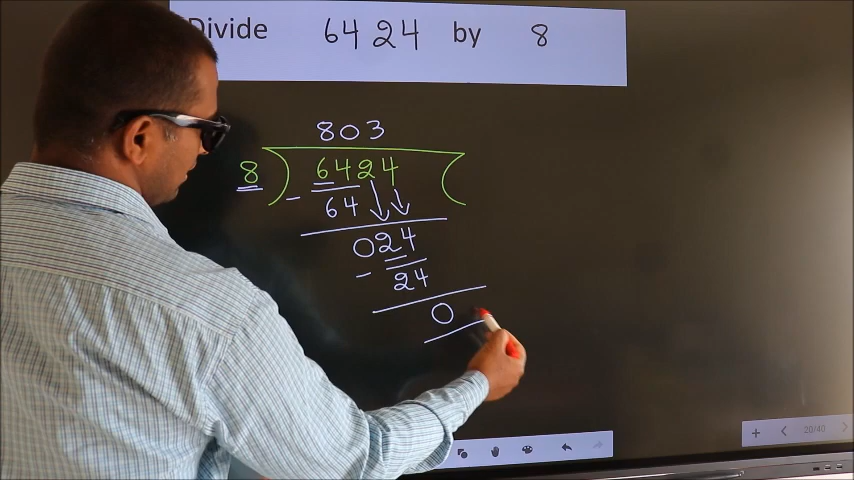 Divide 6424 by 8
803
8 ) 6424 (
- 64
024
- 24
0
+ < 20/40 >